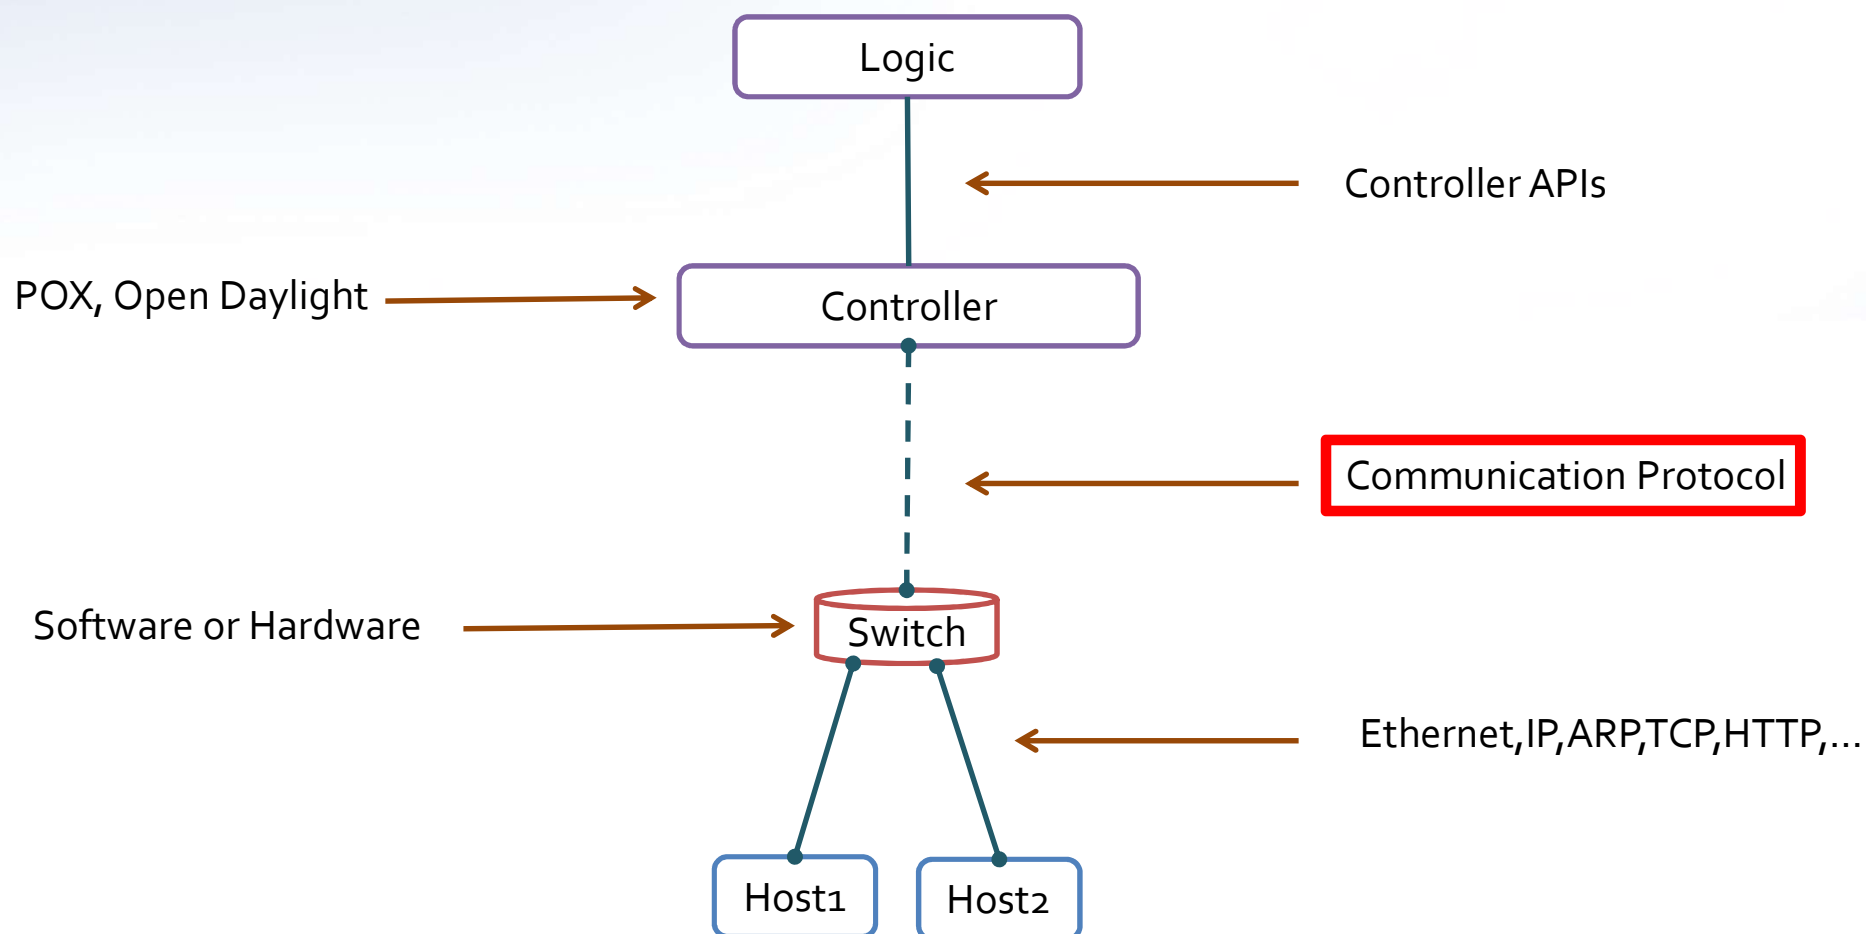 Logic
Controller APIs
POX, Open Daylight
Controller
Communication Protocol
Software or Hardware
Switch
Ethernet,IP,ARP,TCP,HTTP,...
Host1
Host2